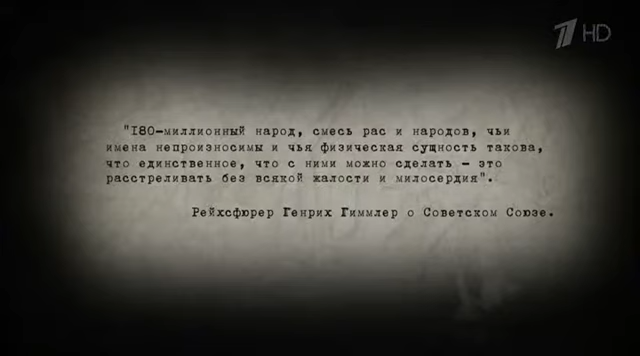 1 HD
"180-миллионный народ, смесь рас и народов, чьи
имена непроизносимы и чья физическая сущность такова,
что единственное, что с ними можно сделать - это
расстреливать без всякой жалости и милосердия".
Рейхсфюрер Генрих Гиммлер о Советском Союзе.